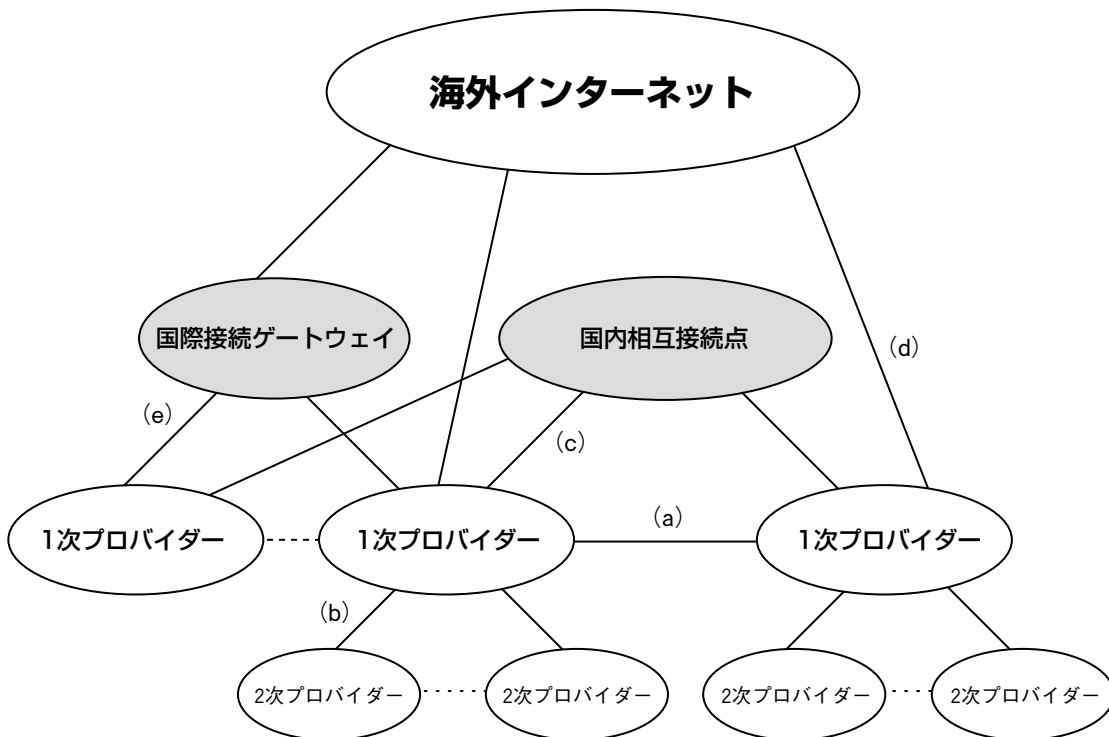 海外インターネット
国際接続ゲートウェイ
国内相互接続点
（d）
（e）
（c）
1次プロバイダー
1次プロバイダー
（a）
1次プロバイダー
（b）
2次プロバイダー
2次プロバイダー
2次プロバイダー
2次プロバイダー